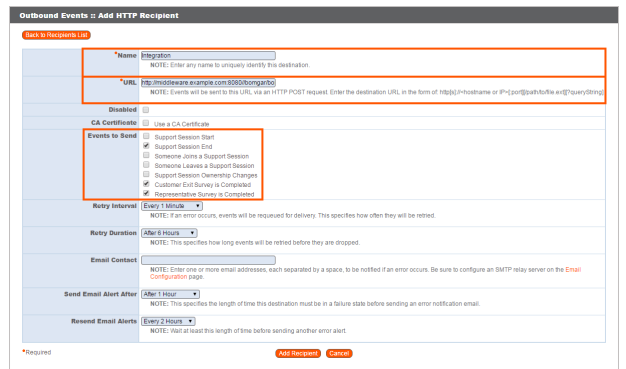 Outbound Events :: Add HTTP Recipient
Back to Recipients List
*Name Integration
NOTE: Enter any name to uniquely identify this destination.
*URL http://middleware.example.com:8080/bomgar/bo
NOTE: Events will be sent to this URL via an HTTP POST request. Enter the destination URL in the form of: http[s]://<hostname or IP>[:port][/path/to/file.ext][?queryString]
Disabled
CA Certificate Use a CA Certificate
Events to Send Support Session Start
Support Session End
Someone Joins a Support Session
Someone Leaves a Support Session
Support Session Ownership Changes
Customer Exit Survey is Completed
Representative Survey is Completed
Retry Interval Every 1 Minute
NOTE: If an error occurs, events will be requeued for delivery. This specifies how often they will be retried.
Retry Duration After 6 Hours
NOTE: This specifies how long events will be retried before they are dropped.
Email Contact
NOTE: Enter one or more email addresses, each separated by a space, to be notified if an error occurs. Be sure to configure an SMTP relay server on the Email
Configuration page.
Send Email Alert After After 1 Hour
NOTE: This specifies the length of time this destination must be in a failure state before sending an error notification email.
Resend Email Alerts Every 2 Hours
NOTE: Wait at least this length of time before sending another error alert.
*Required Add Recipient Cancel